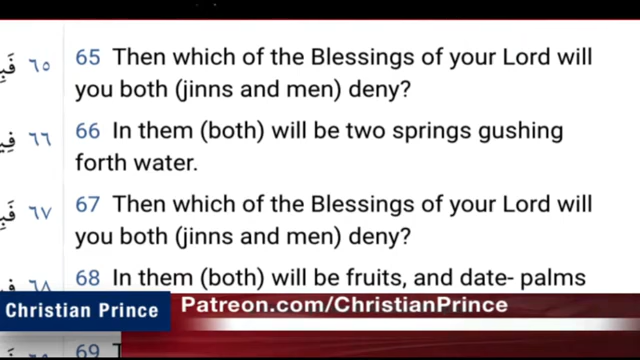 65 Then which of the Blessings of your Lord will
you both (jinns and men) deny?
٦٥
66 In them (both) will be two springs gushing
forth water.
٦٦
67 Then which of the Blessings of your Lord will
you both (jinns and men) deny?
٦٧
68 In them (both) will be fruits, and date- palms
٦٨
Christian Prince
Patreon.com/ChristianPrince
69